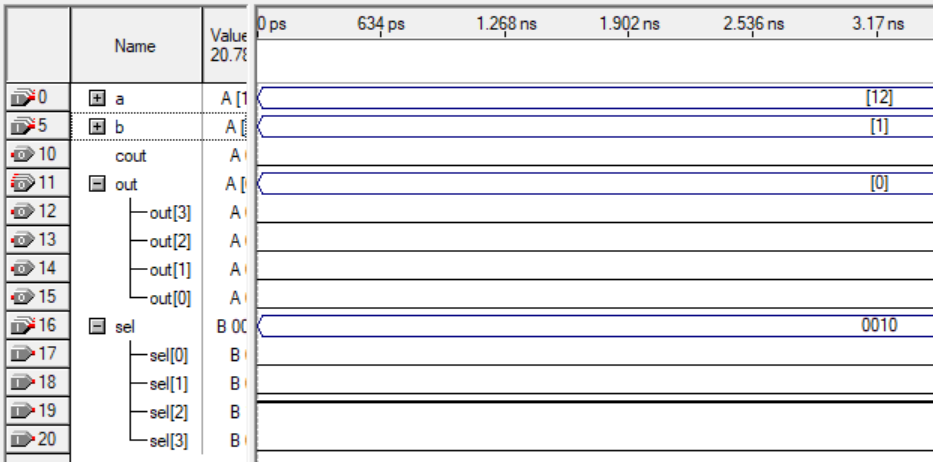 Name Value 20.78 0 ps 634 ps 1.268 ns 1.902 ns 2.536 ns 3.17 ns
0 a A [1 [12]
5 b A [ [1]
10 cout A
11 out A [ [0]
12 out[3] A
13 out[2] A
14 out[1] A
15 out[0] A
16 sel B 00 0010
17 sel[0] B
18 sel[1] B
19 sel[2] B
20 sel[3] B